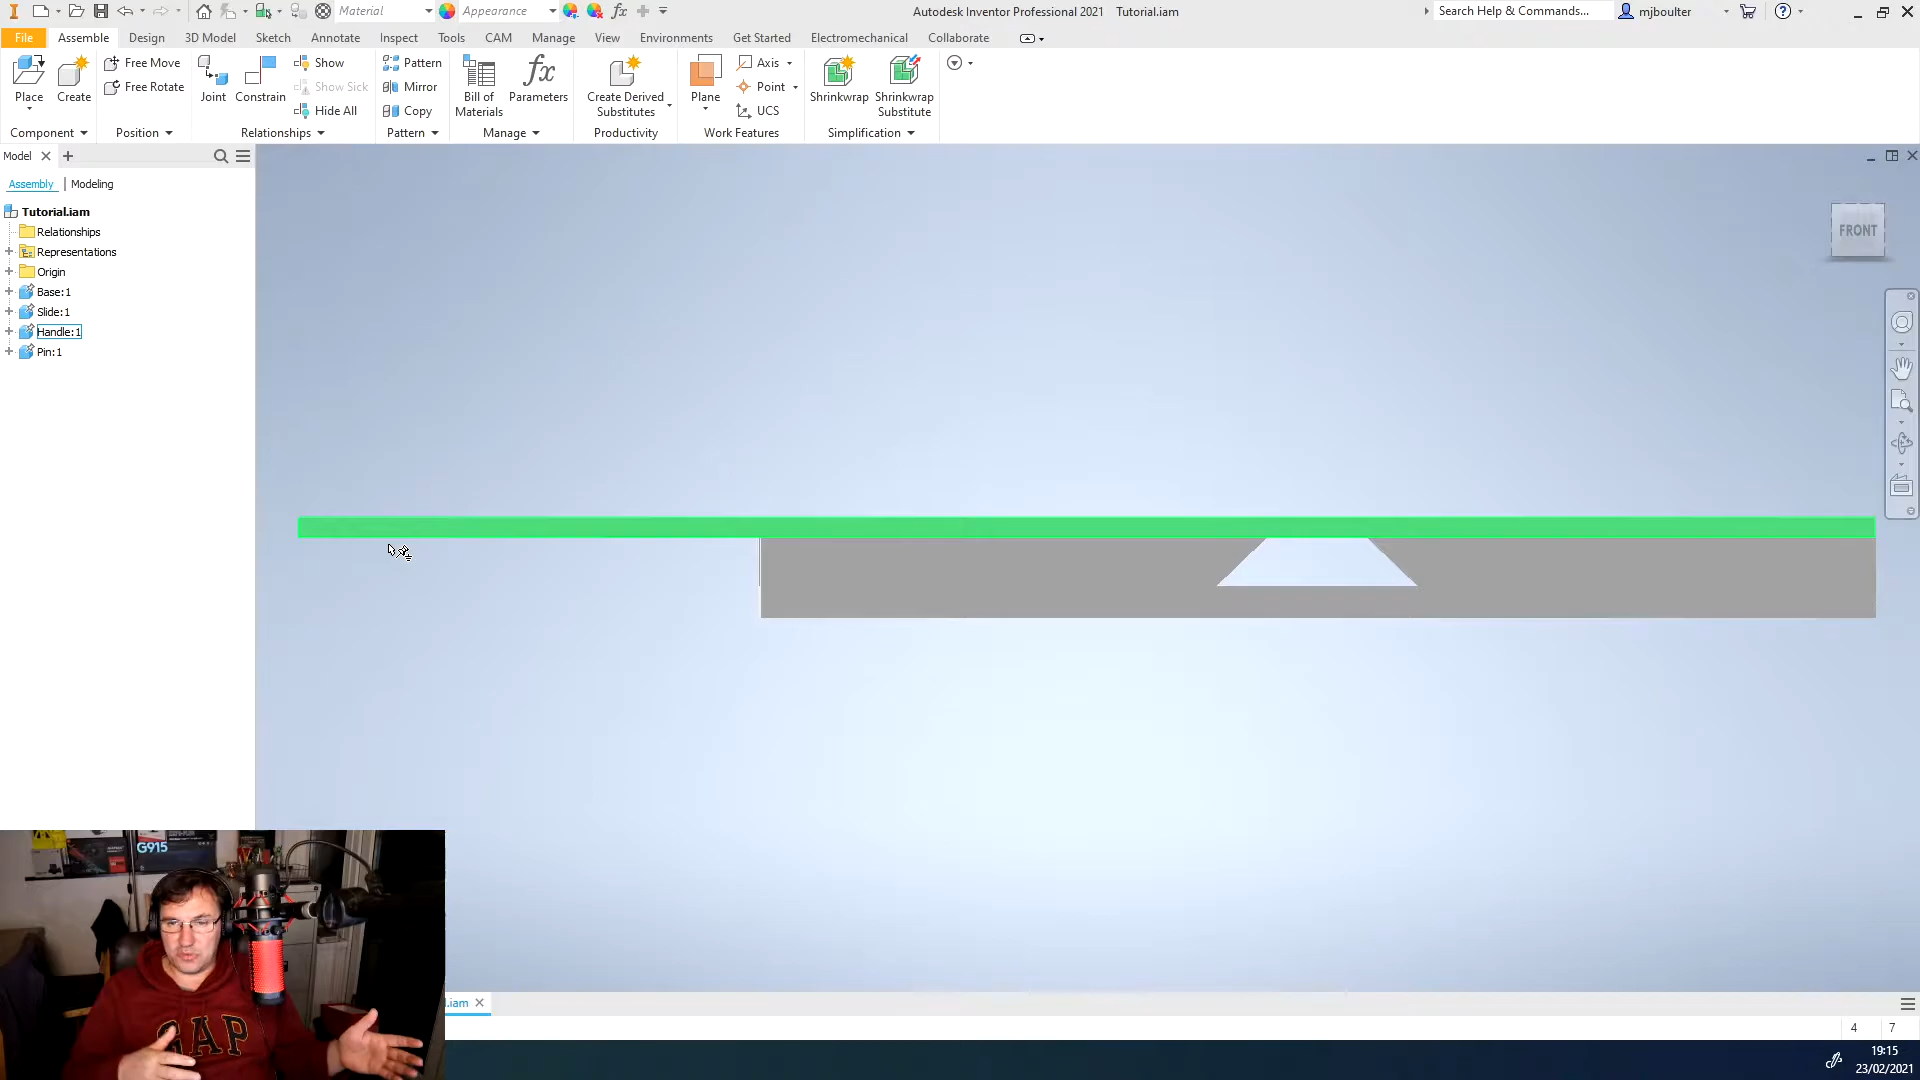 Material
Appearance
Autodesk Inventor Professional 2021 Tutorial.iam
Search Help & Commands...
mjboulter
File Assemble Design 3D Model Sketch Annotate Inspect Tools CAM Manage View Environments Get Started Electromechanical Collaborate
Place
Create
Free Move
Free Rotate
Joint
Constrain
Show
Show Sick
Hide All
Pattern
Mirror
Copy
Bill of
Materials
fx
Parameters
Create Derived
Substitutes
Plane
Axis
Point
UCS
Shrinkwrap
Shrinkwrap
Substitute
Component Position Relationships Pattern Manage Productivity Work Features Simplification
Model
Assembly | Modeling
Tutorial.iam
Relationships
Representations
Origin
Base:1
Slide:1
Handle:1
Pin:1
FRONT
G915
GAP
.iam
4 7
19:15
23/02/2021